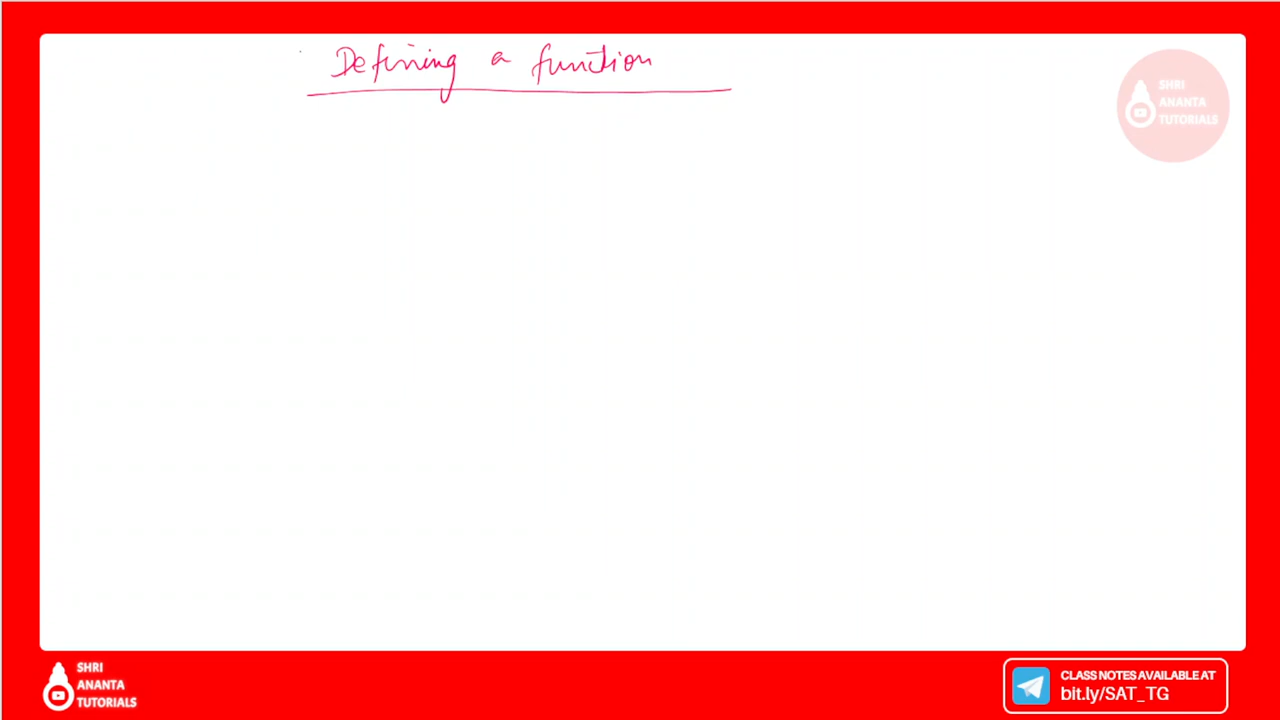 Defining a function
SHRI
ANANTA
TUTORIALS
SHRI
ANANTA
TUTORIALS
CLASS NOTES AVAILABLE AT
bit.ly/SAT_TG